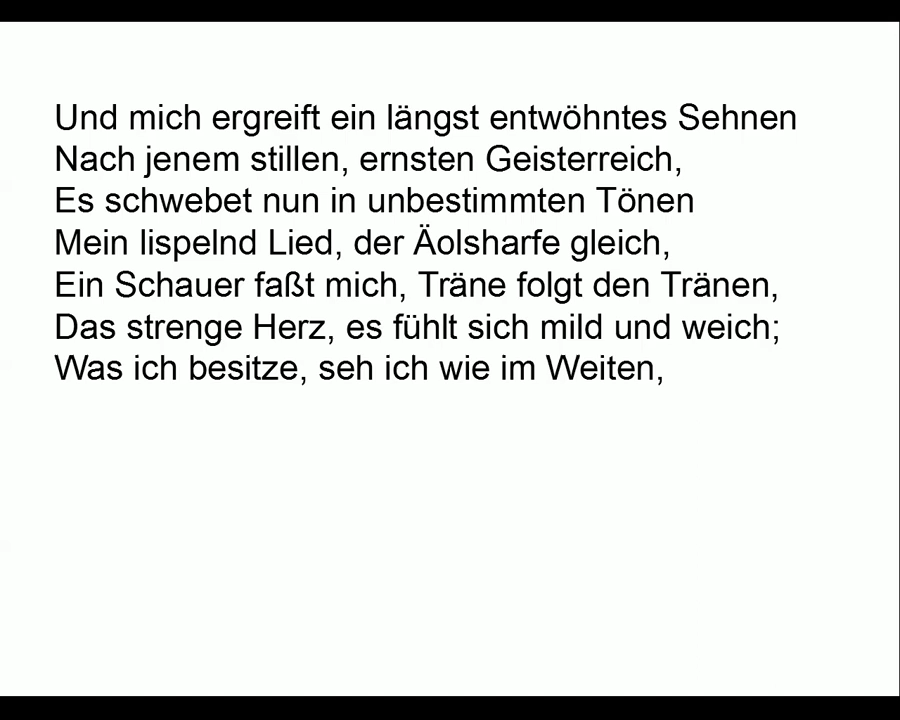 Und mich ergreift ein längst entwöhntes Sehnen
Nach jenem stillen, ernsten Geisterreich,
Es schwebet nun in unbestimmten Tönen
Mein lispelnd Lied, der Äolsharfe gleich,
Ein Schauer faßt mich, Träne folgt den Tränen,
Das strenge Herz, es fühlt sich mild und weich;
Was ich besitze, seh ich wie im Weiten,